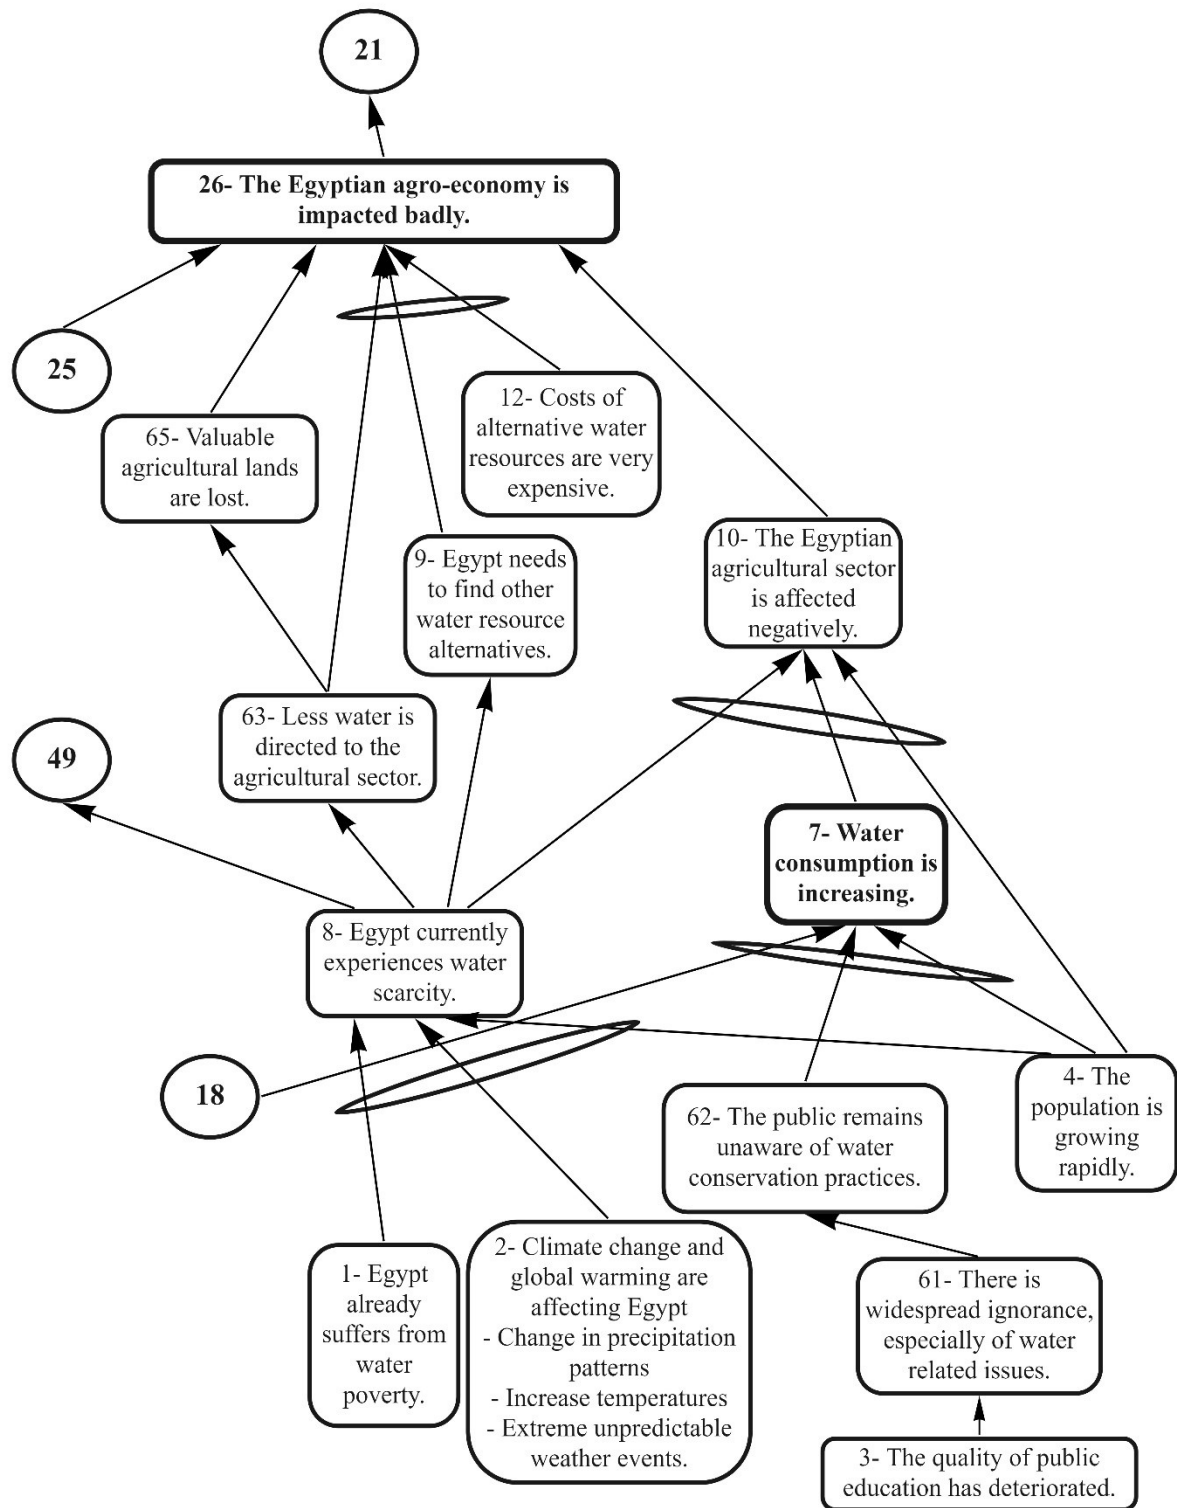 21
26- The Egyptian agro-economy is
impacted badly.
25
65- Valuable
agricultural lands
are lost.
12- Costs of
alternative water
resources are very
expensive.
9- Egypt needs
to find other
water resource
alternatives.
10- The Egyptian
agricultural sector
is affected
negatively.
63- Less water is
directed to the
agricultural sector.
49
7- Water
consumption is
increasing.
8- Egypt currently
experiences water
scarcity.
18
62- The public remains
unaware of water
conservation practices.
4- The
population is
growing
rapidly.
1- Egypt
already
suffers from
water
poverty.
2- Climate change and
global warming are
affecting Egypt
- Change in precipitation
patterns
- Increase temperatures
- Extreme unpredictable
weather events.
61- There is
widespread ignorance,
especially of water
related issues.
3- The quality of public
education has deteriorated.